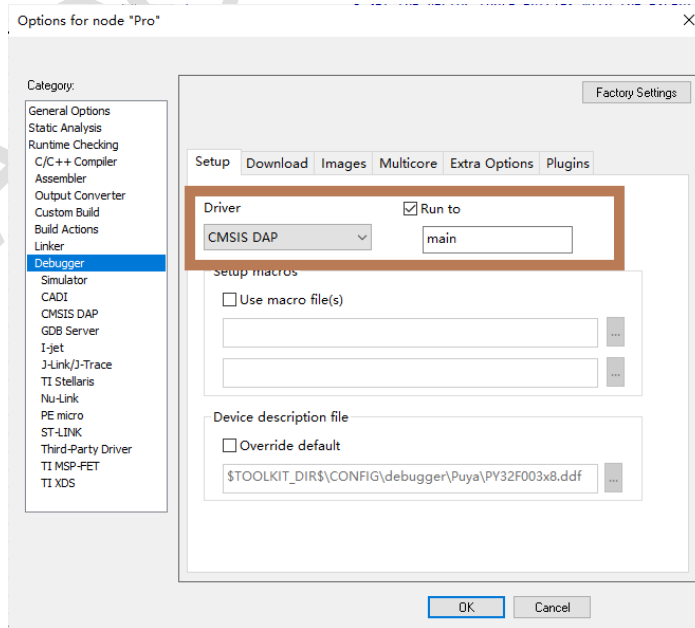 Options for node "Pro"
Category:
Factory Settings
General Options
Static Analysis
Runtime Checking
C/C++ Compiler
Assembler
Output Converter
Custom Build
Build Actions
Linker
Debugger
Simulator
CADI
CMSIS DAP
GDB Server
I-jet
J-Link/J-Trace
TI Stellaris
Nu-Link
PE micro
ST-LINK
Third-Party Driver
TI MSP-FET
TI XDS
Setup Download Images Multicore Extra Options Plugins
Driver Run to
CMSIS DAP main
Setup macros
Use macro file(s)
...
...
Device description file
Override default
$TOOLKIT_DIR$\CONFIG\debugger\Puya\PY32F003x8.ddf ...
OK Cancel